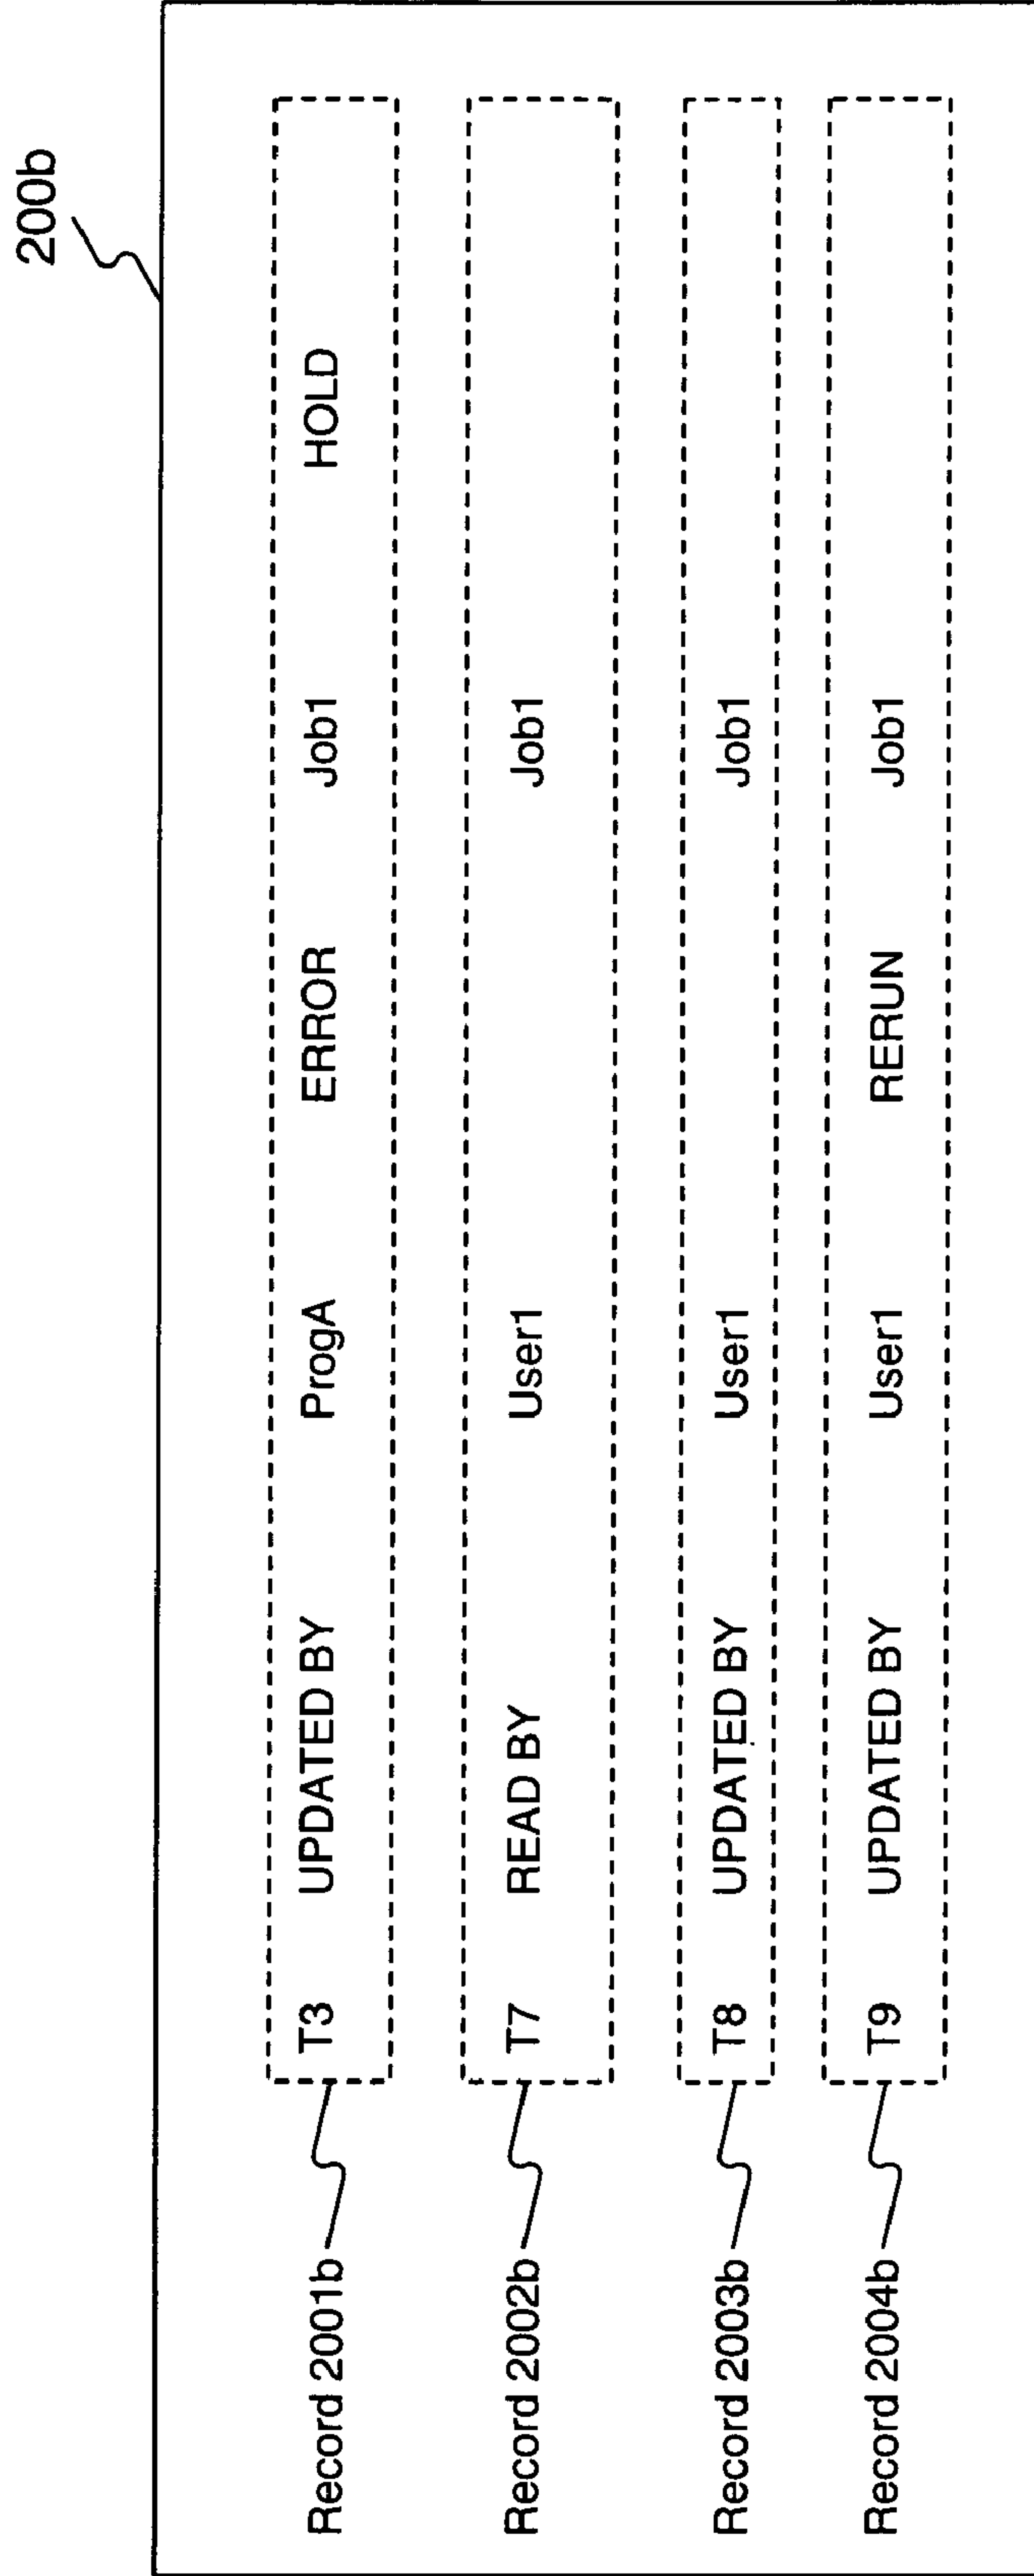 200b
Record 2001b T3 UPDATED BY ProgA ERROR Job1 HOLD
Record 2002b T7 READ BY User1 Job1
Record 2003b T8 UPDATED BY User1 Job1
Record 2004b T9 UPDATED BY User1 RERUN Job1